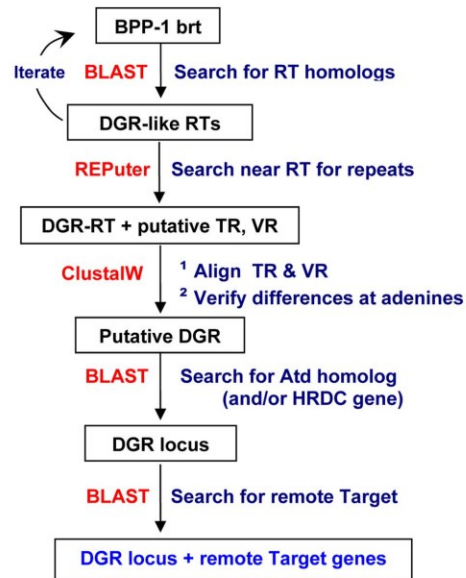 BPP-1 brt
Iterate
BLAST Search for RT homologs
DGR-like RTs
REPuter Search near RT for repeats
DGR-RT + putative TR, VR
ClustalW ¹ Align TR & VR
² Verify differences at adenines
Putative DGR
BLAST Search for Atd homolog
(and/or HRDC gene)
DGR locus
BLAST Search for remote Target
DGR locus + remote Target genes